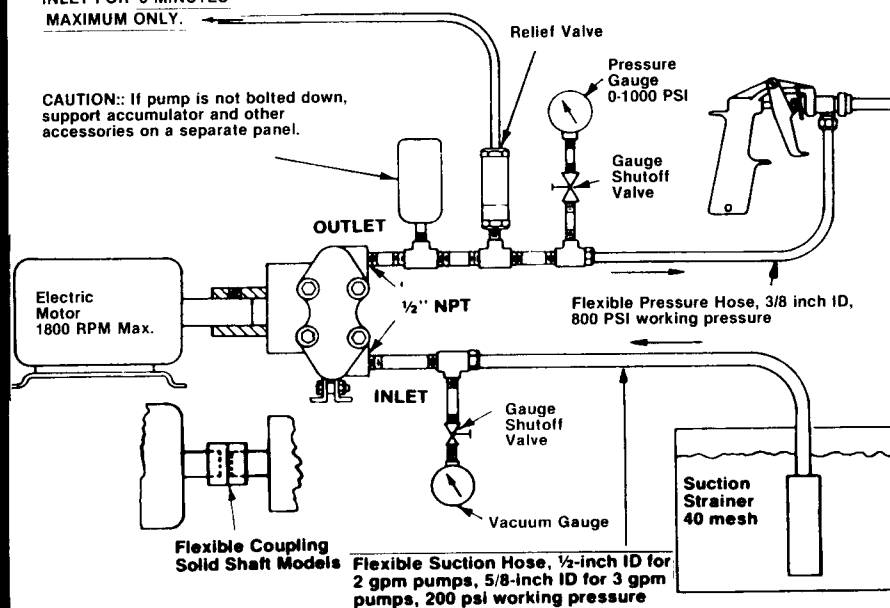 MAXIMUM ONLY.
Relief Valve
Pressure
Gauge
0-1000 PSI
CAUTION:: If pump is not bolted down,
support accumulator and other
accessories on a separate panel.
Gauge
Shutoff
Valve
OUTLET
Electric
Motor
1800 RPM Max.
½" NPT
Flexible Pressure Hose, 3/8 inch ID,
800 PSI working pressure
INLET
Gauge
Shutoff
Valve
Suction
Strainer
40 mesh
Vacuum Gauge
Flexible Coupling
Solid Shaft Models
Flexible Suction Hose, ½-inch ID for
2 gpm pumps, 5/8-inch ID for 3 gpm
pumps, 200 psi working pressure